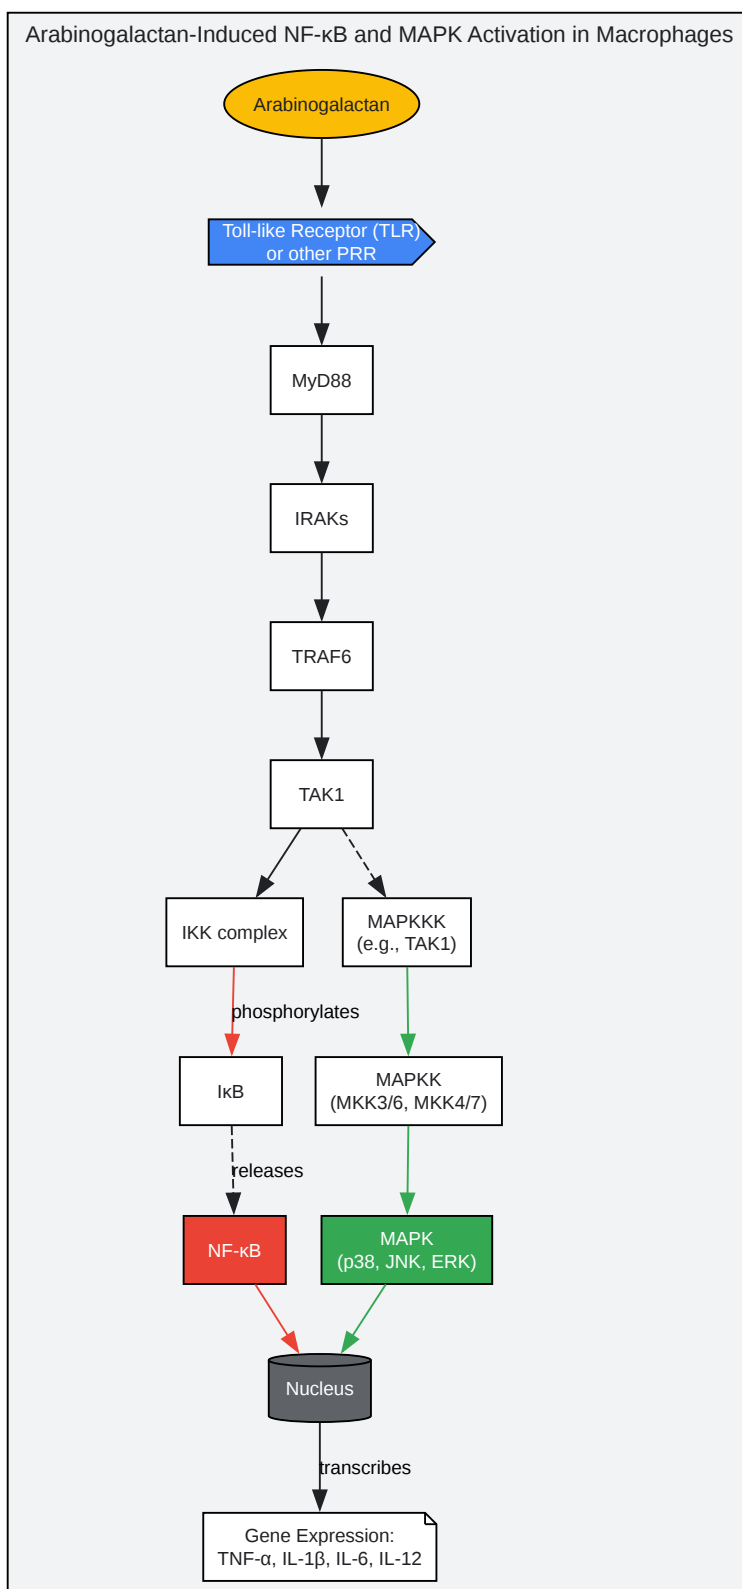 Arabinogalactan-Induced NF-κB and MAPK Activation in Macrophages
Arabinogalactan
Toll-like Receptor (TLR)
or other PRR
MyD88
IRAKs
TRAF6
TAK1
IKK complex
MAPKKK
(e.g., TAK1)
phosphorylates
IκB
MAPKK
(MKK3/6, MKK4/7)
releases
NF-κB
MAPK
(p38, JNK, ERK)
Nucleus
transcribes
Gene Expression:
TNF-α, IL-1β, IL-6, IL-12